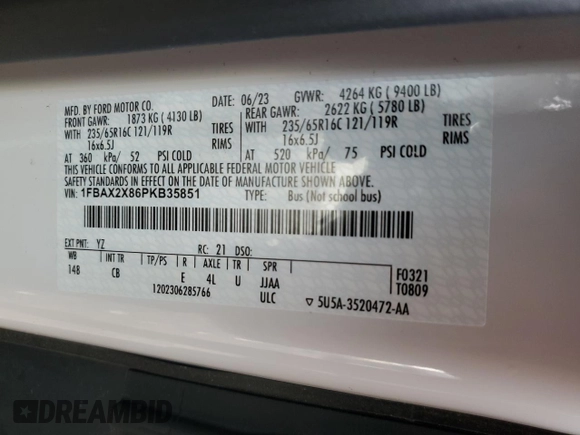 MFD. BY FORD MOTOR CO.
DATE: 06/23 GVWR: 4264 KG (9400 LB)
FRONT GAWR: 1873 KG (4130 LB)
REAR GAWR: 2622 KG (5780 LB)
WITH 235/65R16C 121/119R TIRES
WITH 235/65R16C 121/119R TIRES
16x6.5J RIMS
16x6.5J RIMS
AT 360 kPa/ 52 PSI COLD
AT 520 kPa/ 75 PSI COLD
THIS VEHICLE CONFORMS TO ALL APPLICABLE FEDERAL MOTOR VEHICLE
SAFETY STANDARDS IN EFFECT ON THE DATE OF MANUFACTURE SHOWN ABOVE.
VIN: 1FBAX2X86PKB35851 TYPE: Bus (Not school bus)
EXT PNT: YZ RC: 21 DSO:
WB INT TR TP/PS R AXLE TR SPR
148 CB E 4L U JJAA
ULC
F0321
T0809
1202306285766
5U5A-3520472-AA
DREAMBID